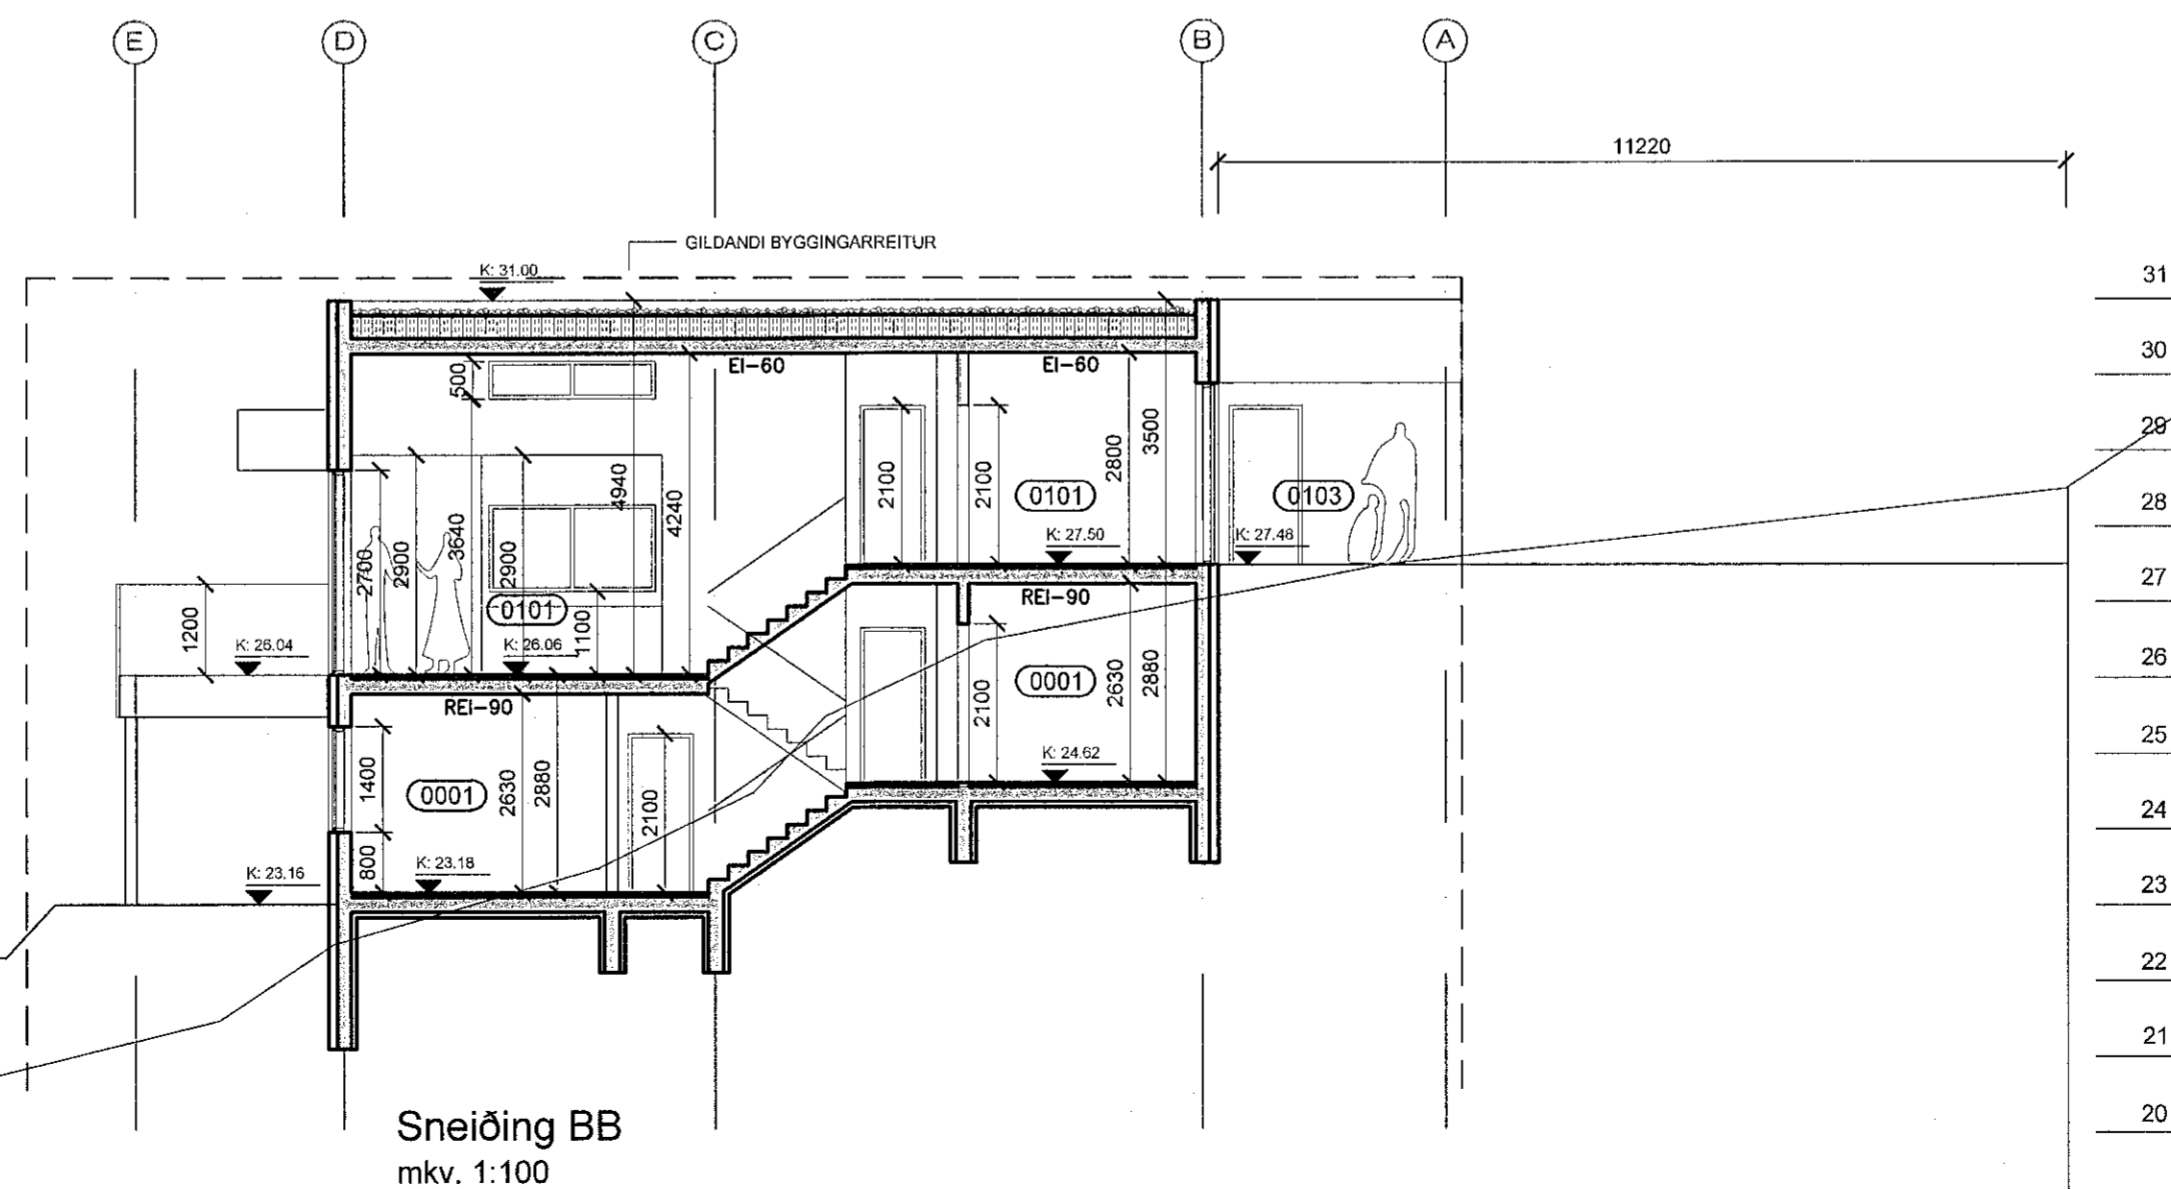 E D C B A
11220
GILDANDI BYGGINGARREITUR
K: 31.00
31
30
29
28
27
26
25
24
23
22
21
20
EI-60
EI-60
500
4940
4240
2100
2100
2800
3500
0101
0103
K: 27.50
K: 27.48
2700
2900
3640
2900
0101
1100
K: 26.06
1200
K: 26.04
REI-90
REI-90
2100
0001
2630
2880
K: 24.62
1400
800
0001
2630
2880
2100
K: 23.18
K: 23.16
Sneiðing BB
mkv. 1:100